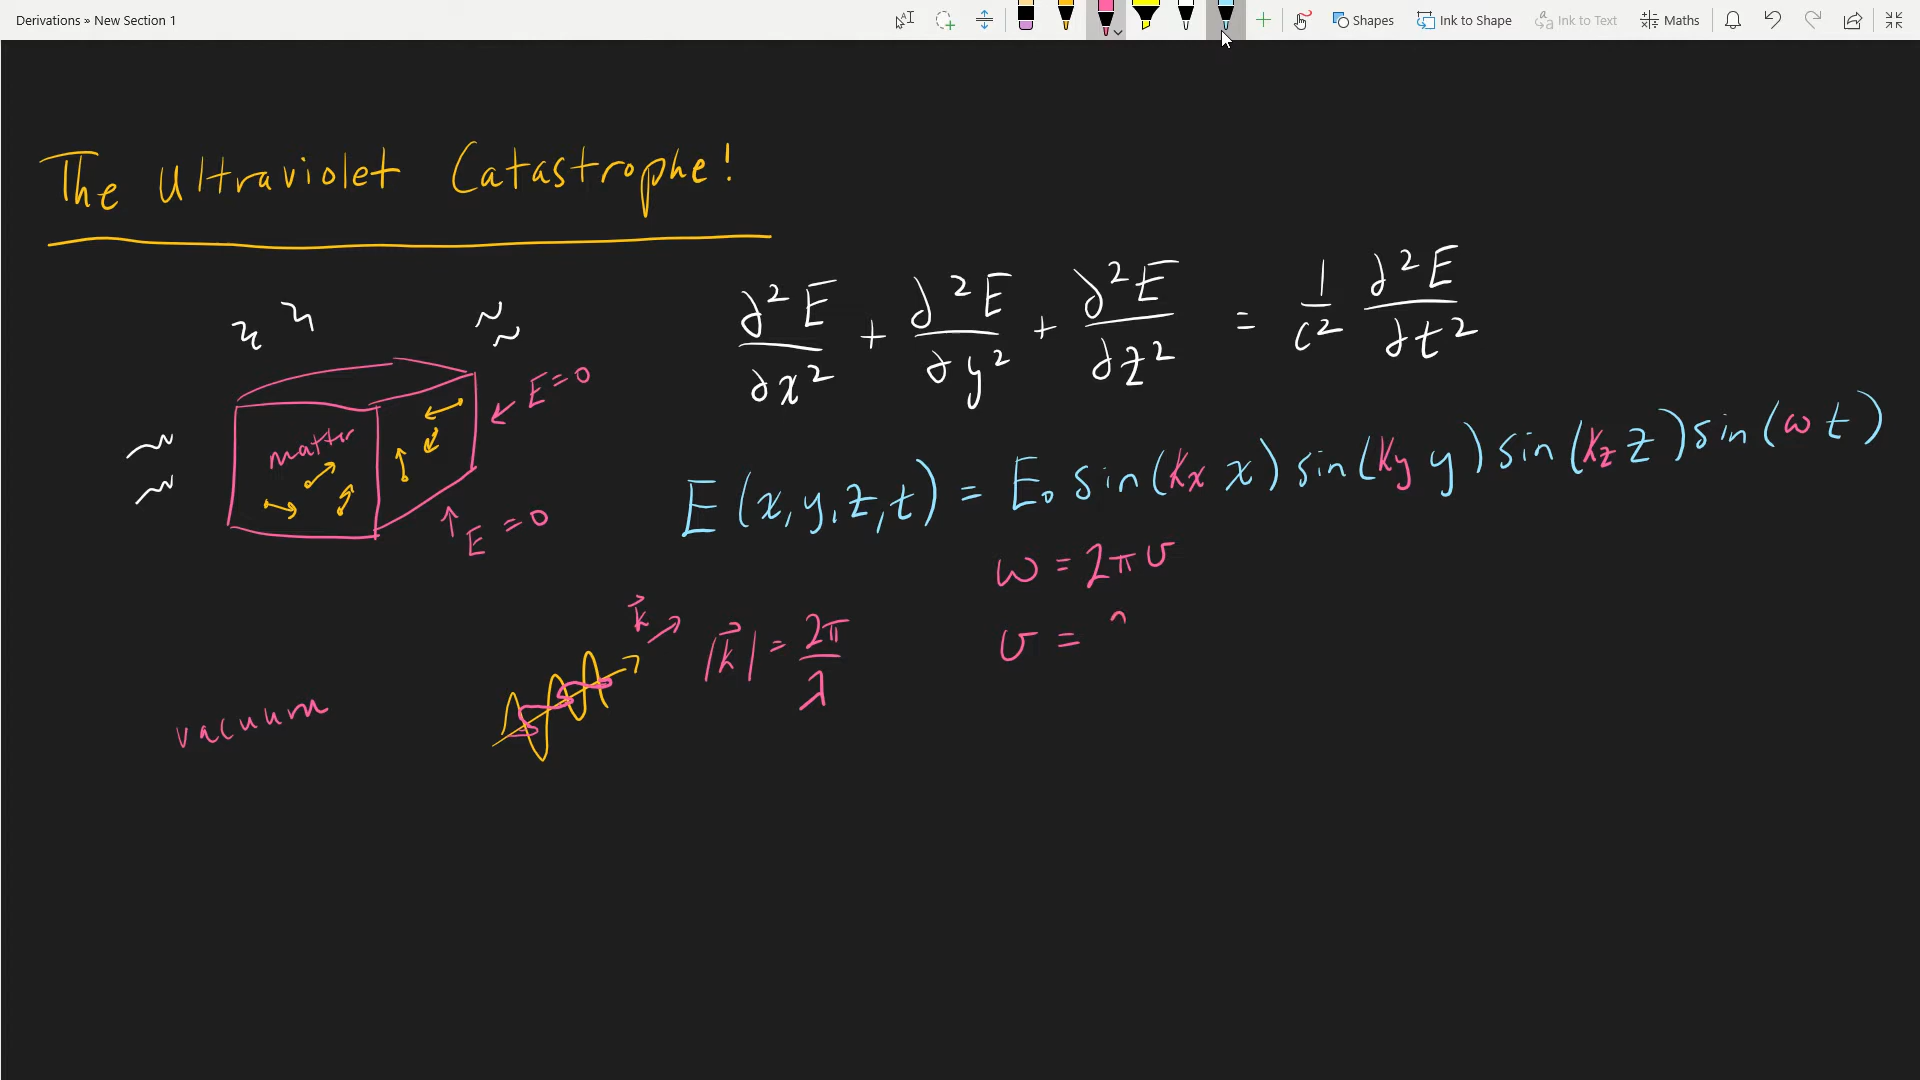 Derivations » New Section 1
Shapes
Ink to Shape
Ink to Text
Maths
The Ultraviolet Catastrophe!
∂²E/∂x² + ∂²E/∂y² + ∂²E/∂z² = 1/c² ∂²E/∂t²
E=0
matter
E(x,y,z,t) = E₀ sin(kx x) sin(ky y) sin(kz z) sin(ω t)
E = 0
ω = 2πυ
k⃗
|k⃗| = 2π/λ
υ =
vacuum